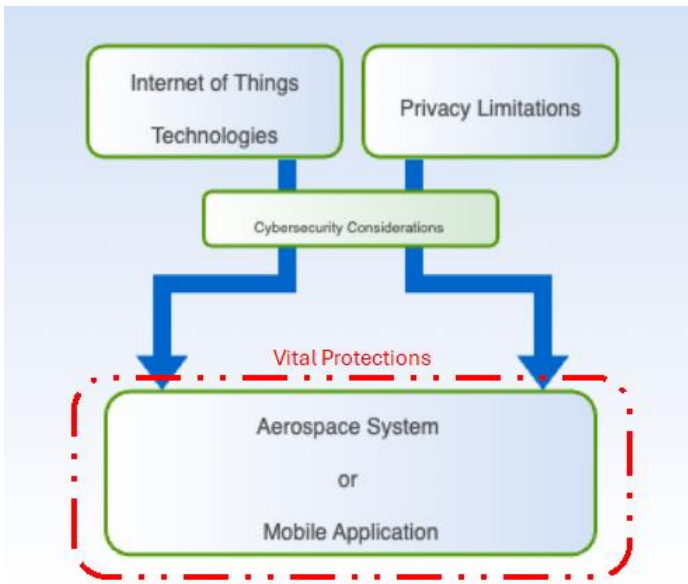 Internet of Things
Technologies
Privacy Limitations
Cybersecurity Considerations
Vital Protections
Aerospace System
or
Mobile Application